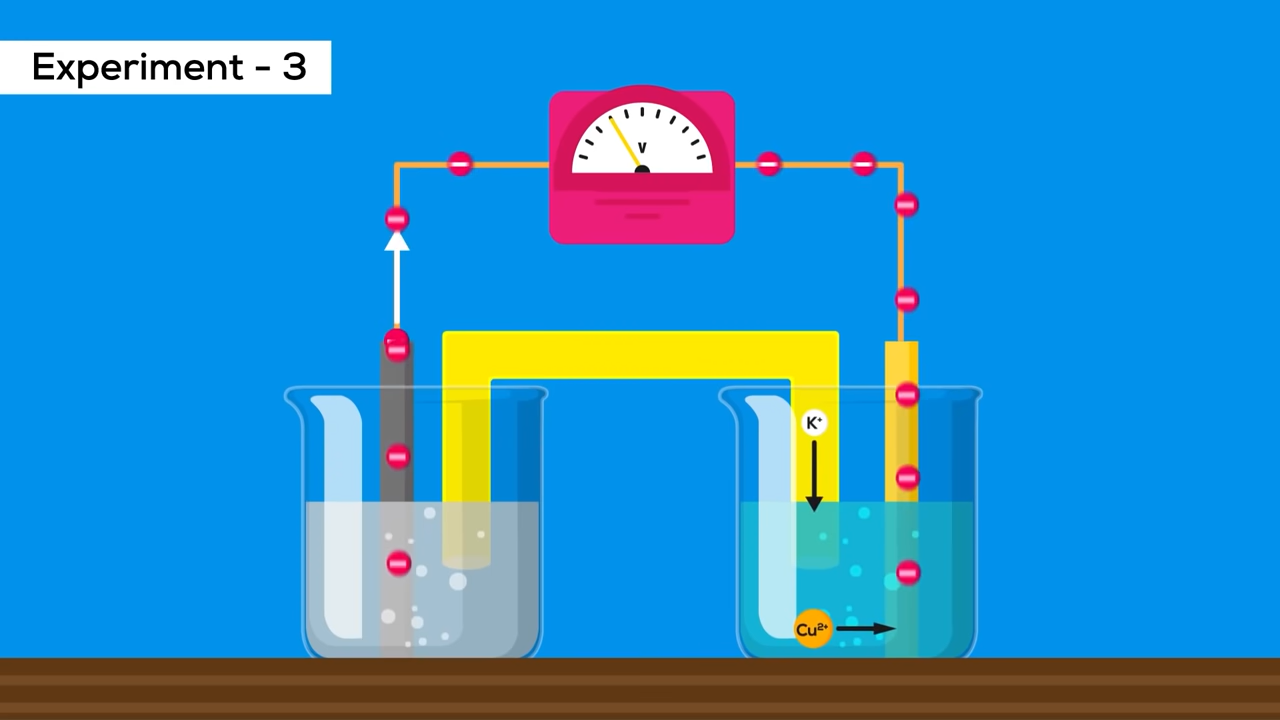 Experiment - 3
V
K⁺
Cu²⁺